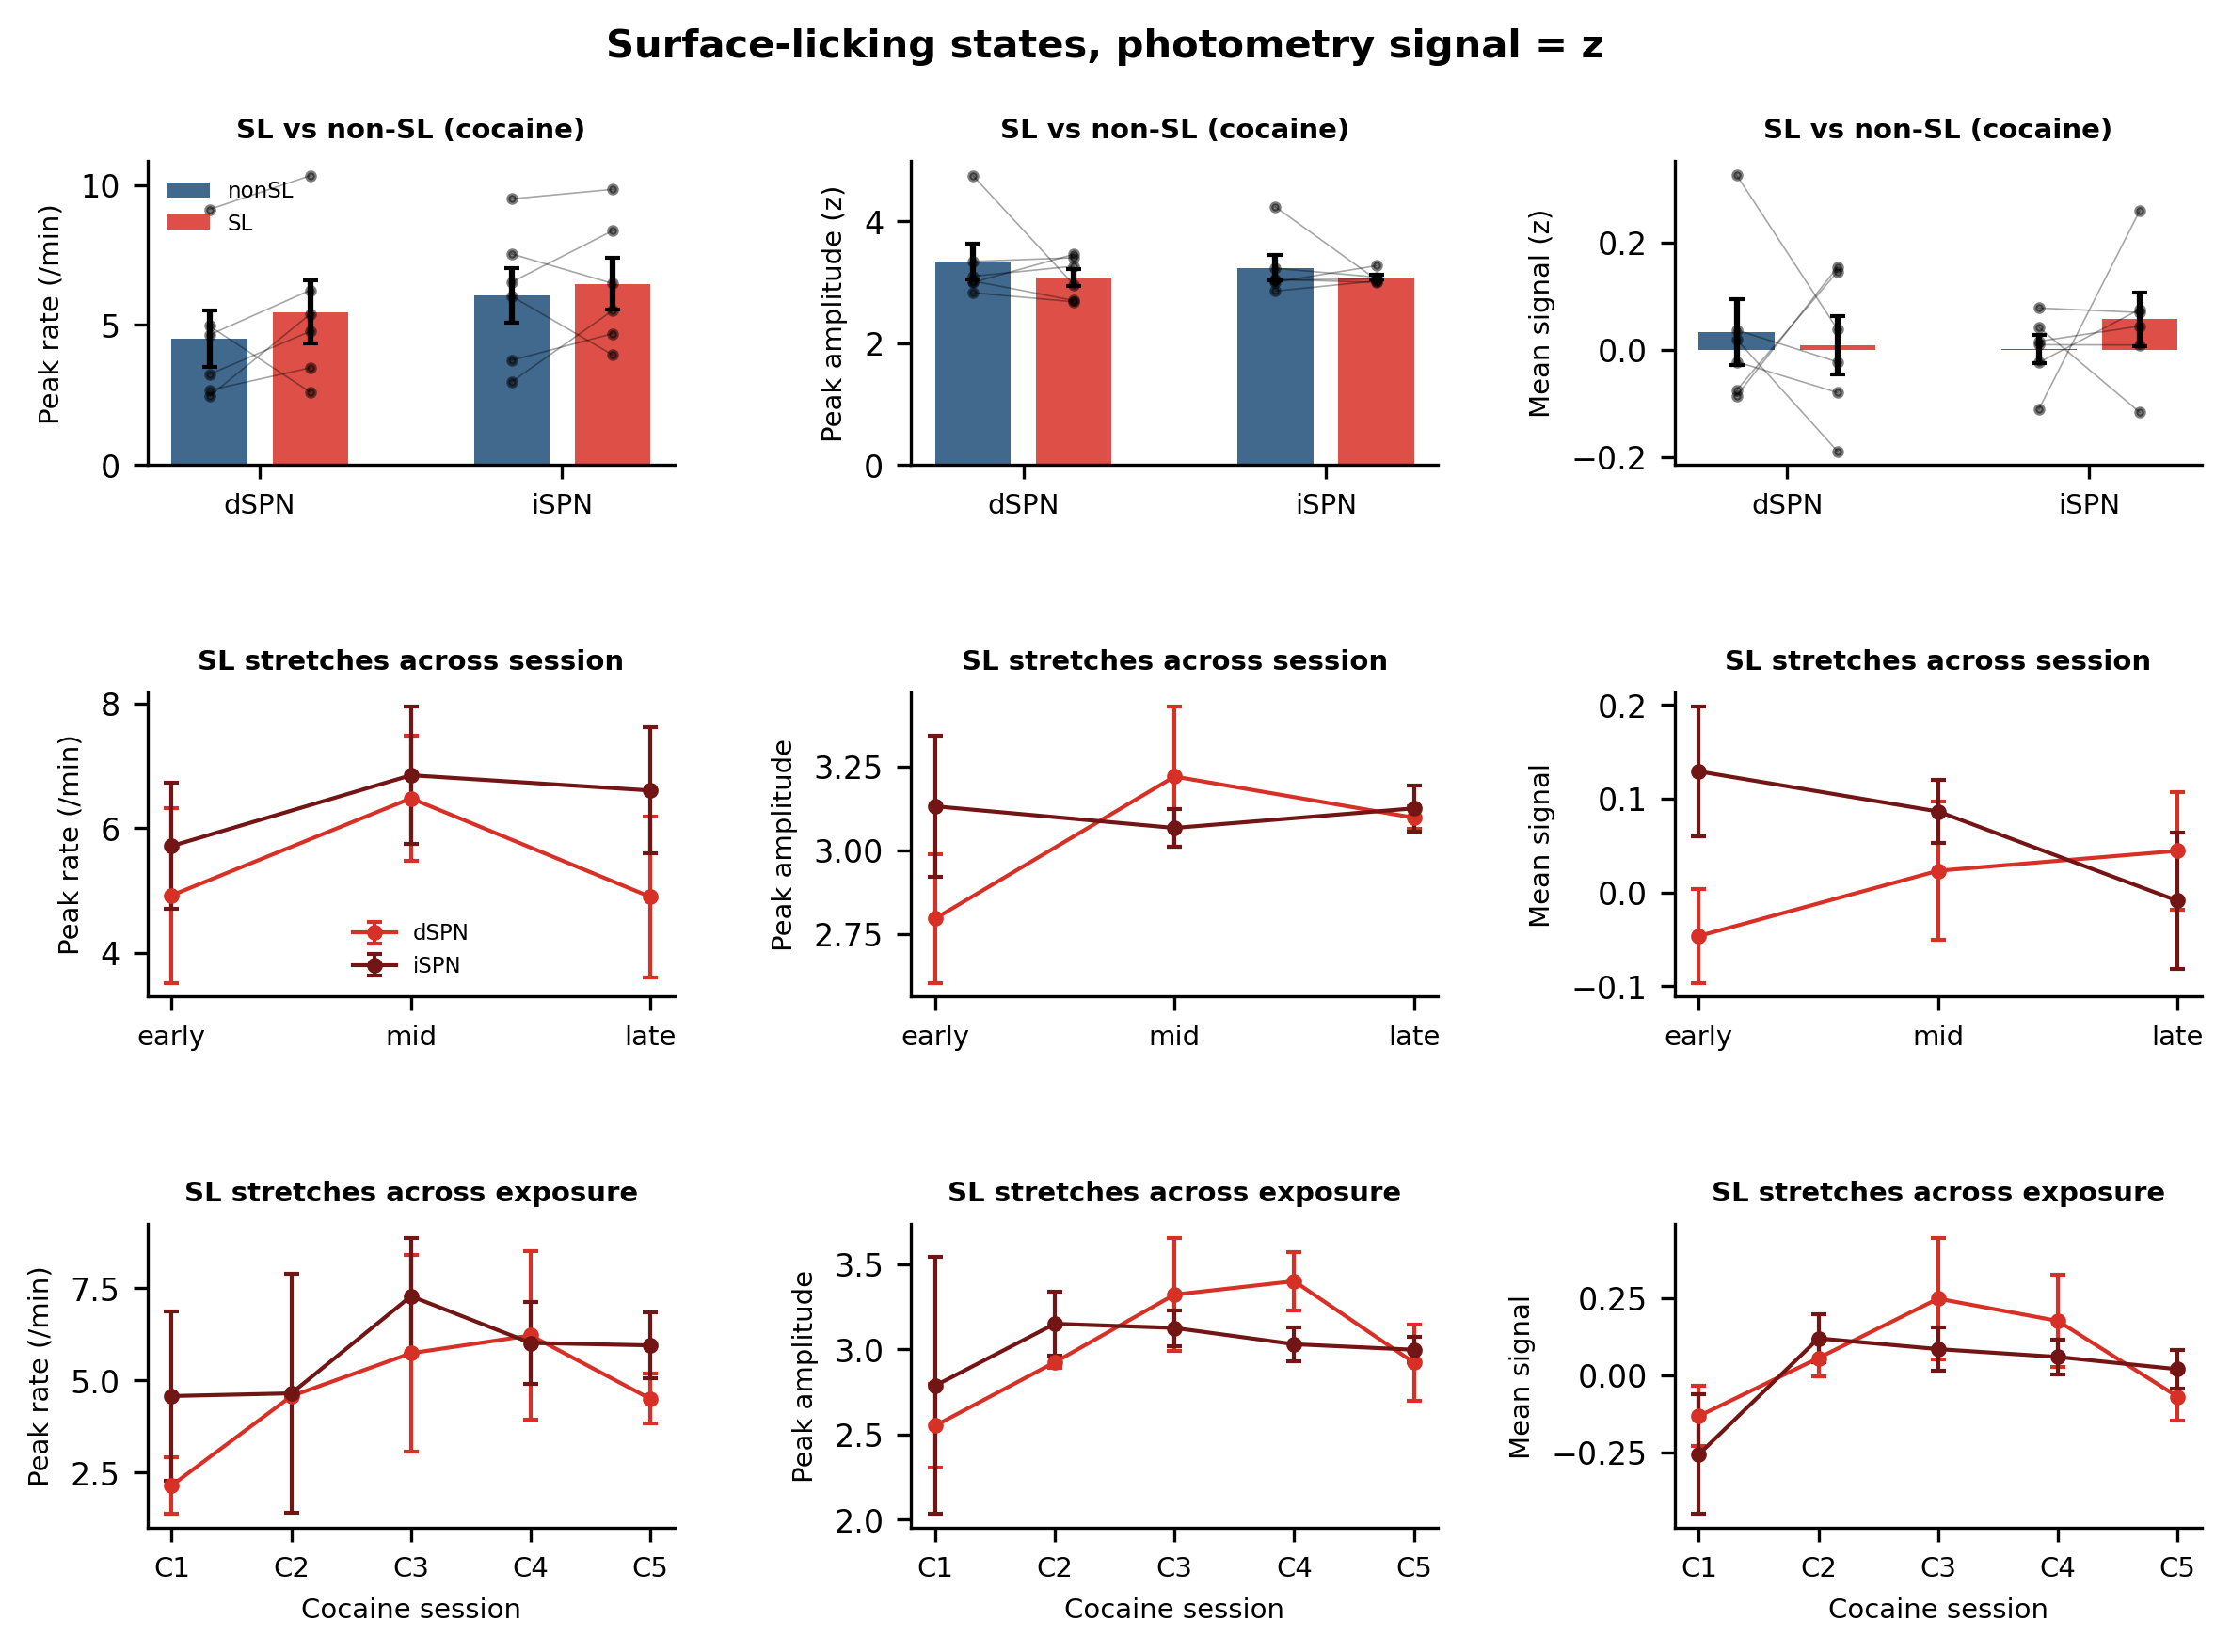 Surface-licking states, photometry signal = z
SL vs non-SL (cocaine)
Peak rate (/min)
10
5
0
nonSL
SL
dSPN
iSPN
SL vs non-SL (cocaine)
Peak amplitude (z)
4
2
0
dSPN
iSPN
SL vs non-SL (cocaine)
Mean signal (z)
0.2
0.0
−0.2
dSPN
iSPN
SL stretches across session
Peak rate (/min)
8
6
4
dSPN
iSPN
early
mid
late
SL stretches across session
Peak amplitude
3.25
3.00
2.75
early
mid
late
SL stretches across session
Mean signal
0.2
0.1
0.0
−0.1
early
mid
late
SL stretches across exposure
Peak rate (/min)
7.5
5.0
2.5
C1
C2
C3
C4
C5
Cocaine session
SL stretches across exposure
Peak amplitude
3.5
3.0
2.5
2.0
C1
C2
C3
C4
C5
Cocaine session
SL stretches across exposure
Mean signal
0.25
0.00
−0.25
C1
C2
C3
C4
C5
Cocaine session